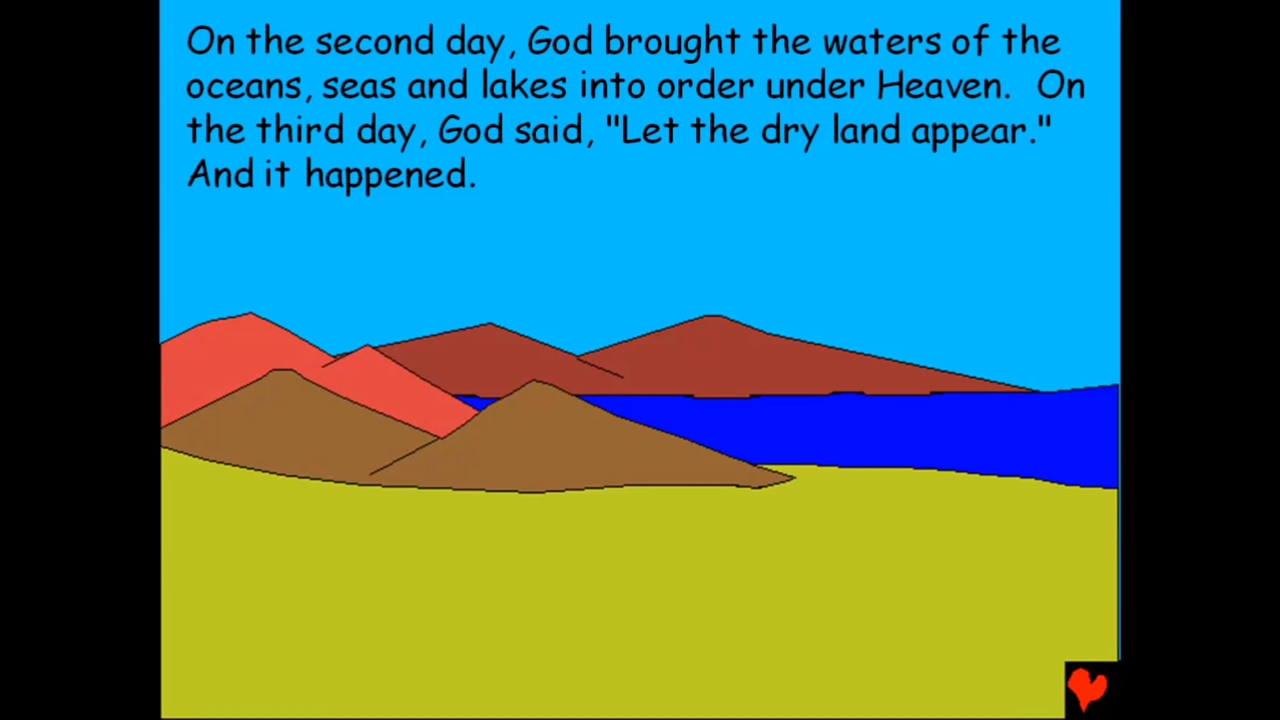 On the second day, God brought the waters of the
oceans, seas and lakes into order under Heaven.  On
the third day, God said, "Let the dry land appear."
And it happened.